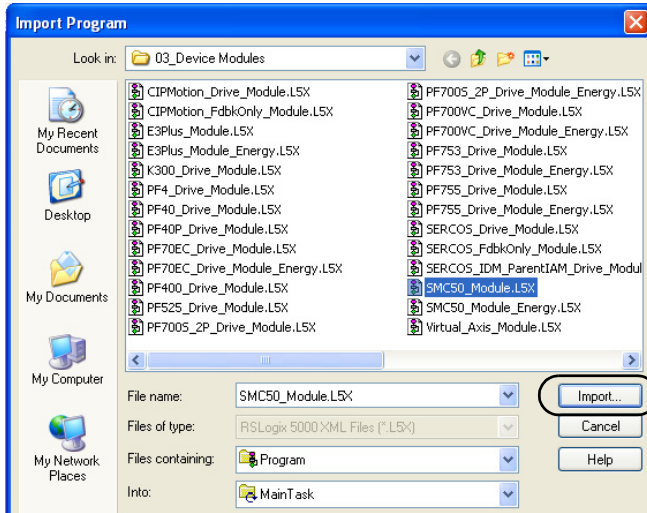 Import Program
Look in: 03_Device Modules
My Recent Documents
Desktop
My Documents
My Computer
My Network Places
CIPMotion_Drive_Module.L5X
CIPMotion_FdbkOnly_Module.L5X
E3Plus_Module.L5X
E3Plus_Module_Energy.L5X
K300_Drive_Module.L5X
PF4_Drive_Module.L5X
PF40_Drive_Module.L5X
PF40P_Drive_Module.L5X
PF70EC_Drive_Module.L5X
PF70EC_Drive_Module_Energy.L5X
PF400_Drive_Module.L5X
PF525_Drive_Module.L5X
PF700S_2P_Drive_Module.L5X
PF700S_2P_Drive_Module_Energy.L5X
PF700VC_Drive_Module.L5X
PF700VC_Drive_Module_Energy.L5X
PF753_Drive_Module.L5X
PF753_Drive_Module_Energy.L5X
PF755_Drive_Module.L5X
PF755_Drive_Module_Energy.L5X
SERCOS_Drive_Module.L5X
SERCOS_FdbkOnly_Module.L5X
SERCOS_IDM_ParentIAM_Drive_Modul
SMC50_Module.L5X
SMC50_Module_Energy.L5X
Virtual_Axis_Module.L5X
File name: SMC50_Module.L5X Import...
Files of type: RSLogix 5000 XML Files (*.L5X) Cancel
Files containing: Program Help
Into: MainTask